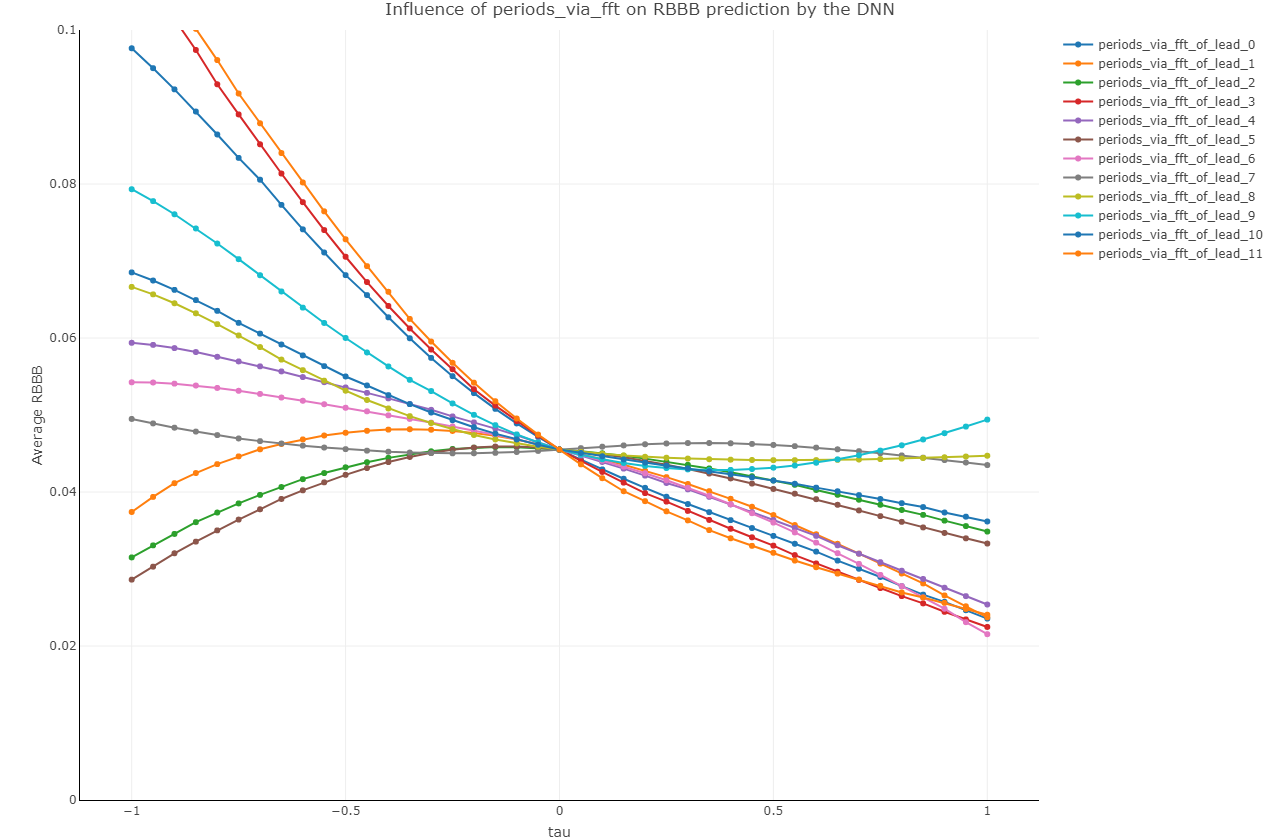 Influence of periods_via_fft on RBBB prediction by the DNN
0.1
0.08
0.06
0.04
0.02
0
Average RBBB
−1
−0.5
0
0.5
1
tau
periods_via_fft_of_lead_0
periods_via_fft_of_lead_1
periods_via_fft_of_lead_2
periods_via_fft_of_lead_3
periods_via_fft_of_lead_4
periods_via_fft_of_lead_5
periods_via_fft_of_lead_6
periods_via_fft_of_lead_7
periods_via_fft_of_lead_8
periods_via_fft_of_lead_9
periods_via_fft_of_lead_10
periods_via_fft_of_lead_11